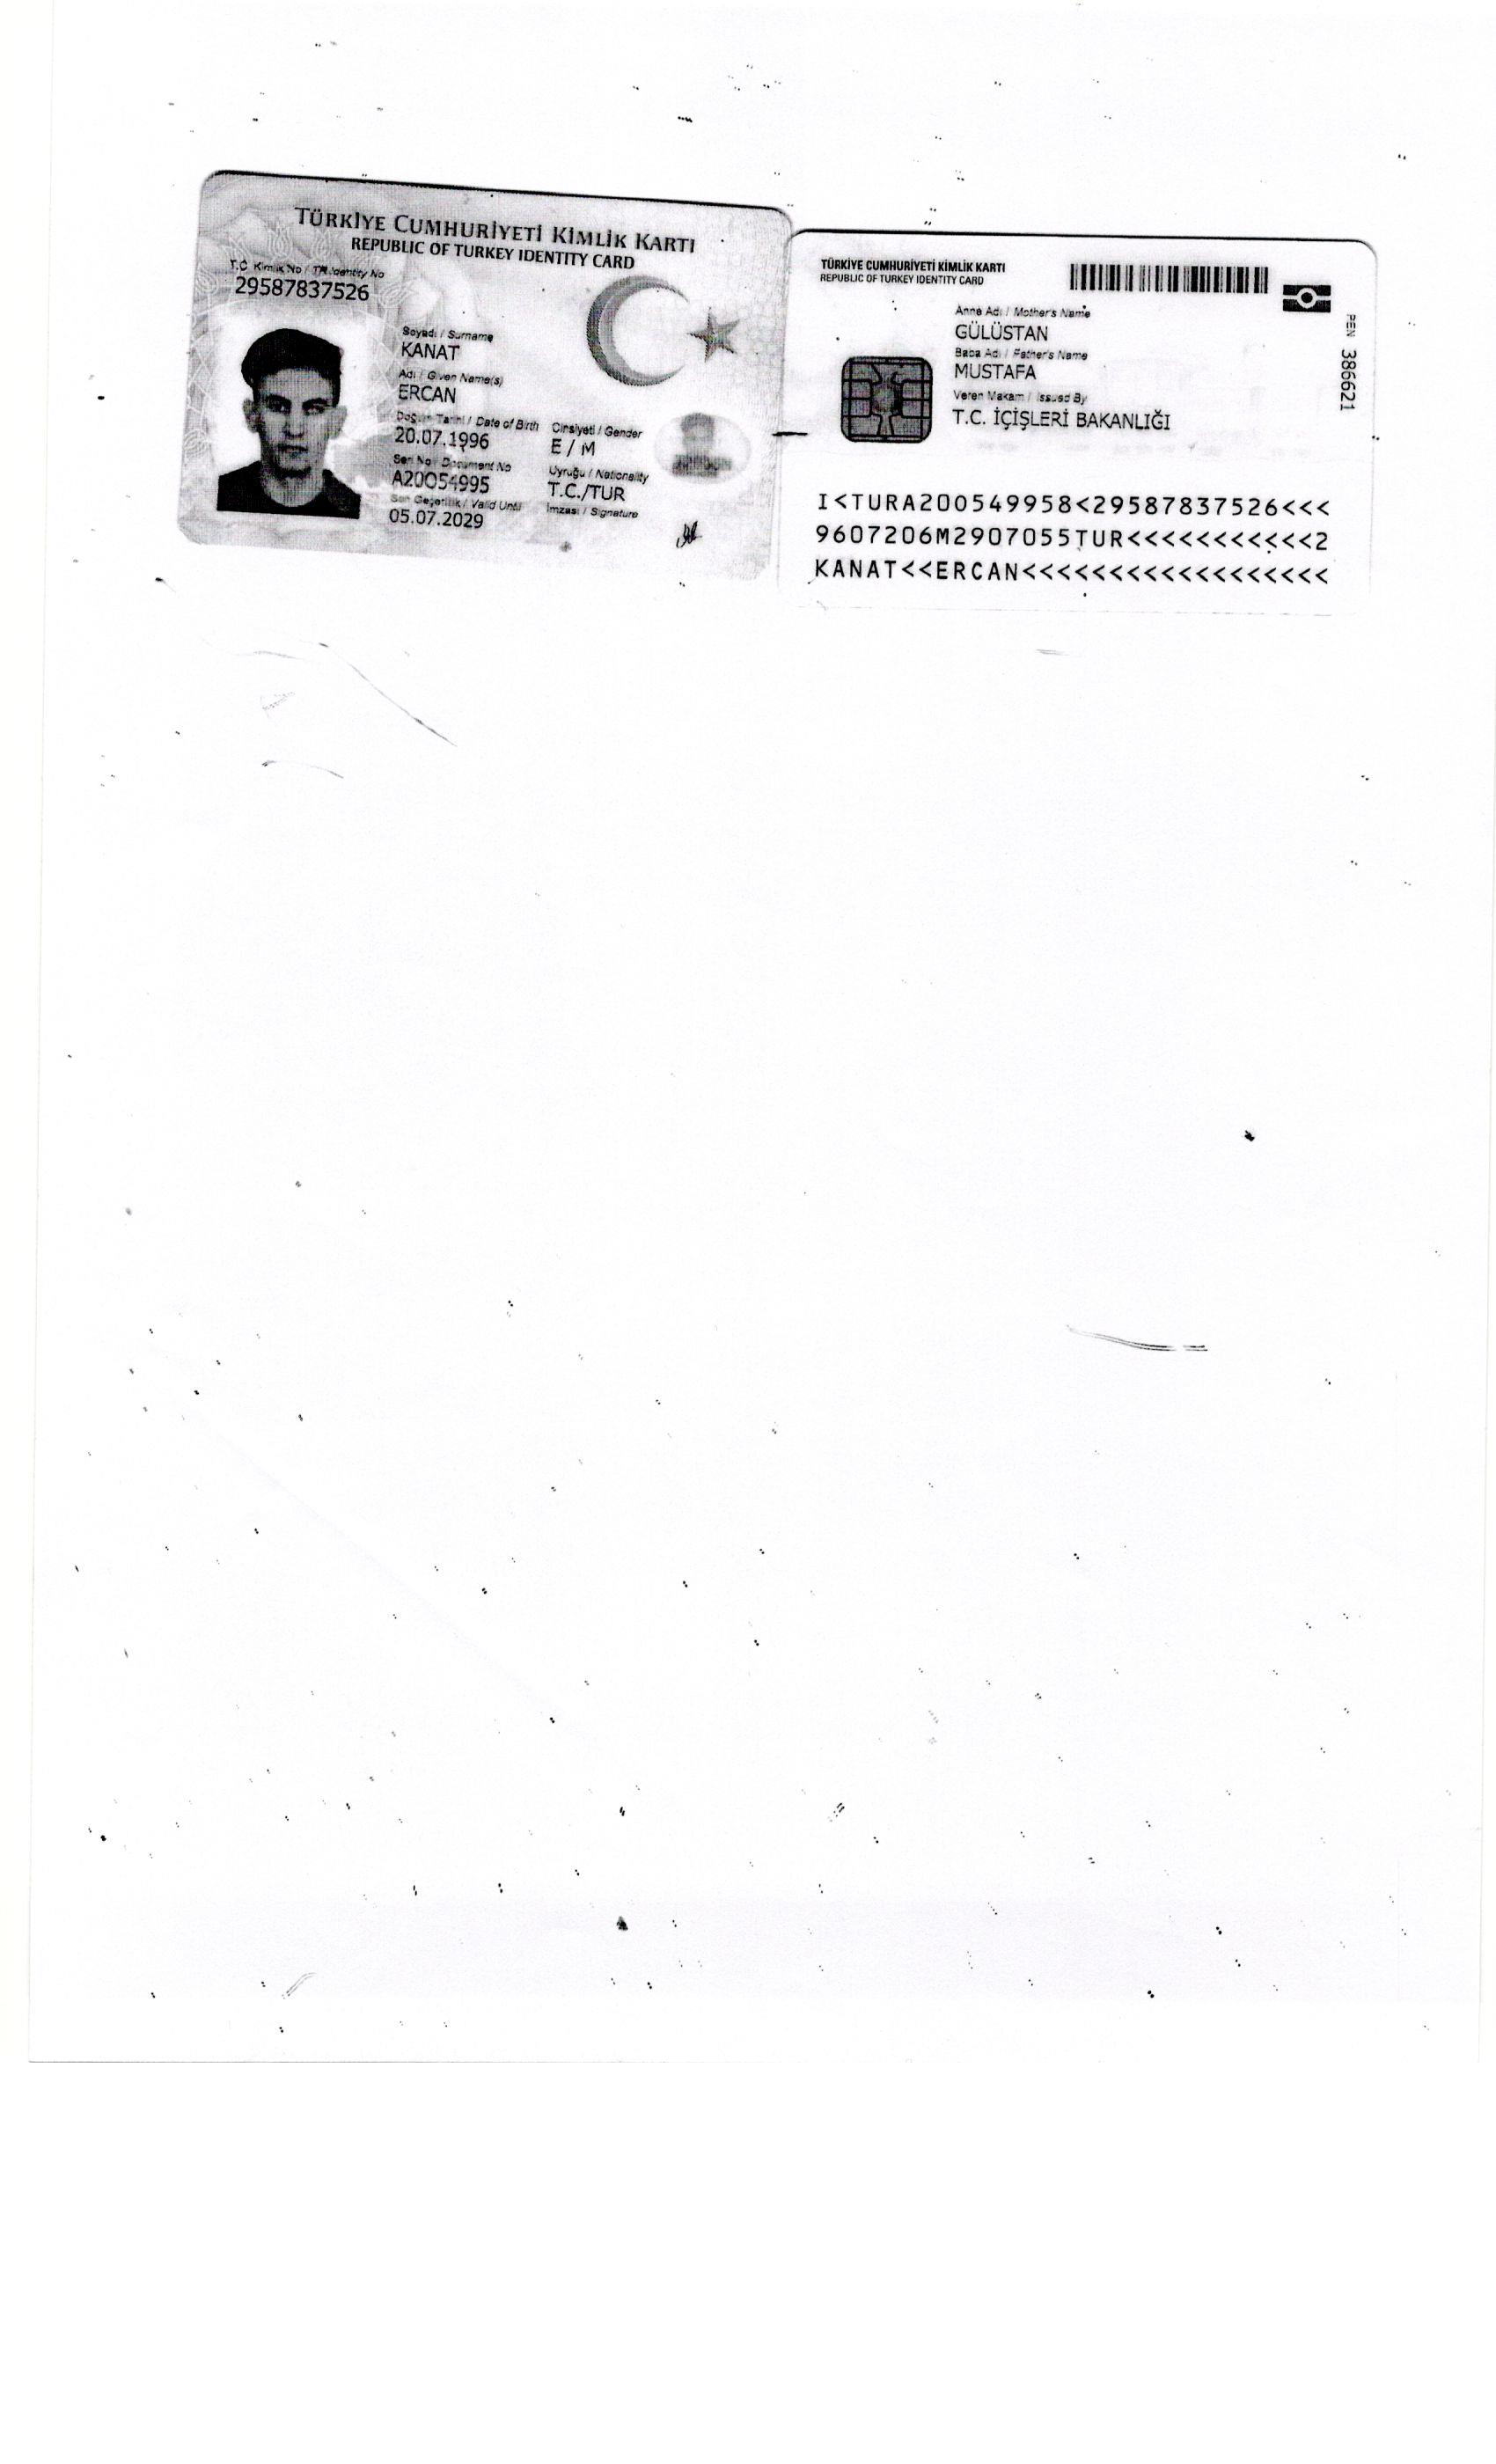 TÜRKİYE CUMHURİYETİ KİMLİK KARTI
REPUBLIC OF TURKEY IDENTITY CARD
T.C. Kimlik No / TR Identity No
29587837526
Soyadı / Surname
KANAT
Adı / Given Name(s)
ERCAN
Doğum Tarihi / Date of Birth Cinsiyeti / Gender
20.07.1996 E / M
Seri No / Document No Uyruğu / Nationality
A20O54995 T.C./TUR
Son Geçerlilik / Valid Until İmzası / Signature
05.07.2029
TÜRKİYE CUMHURİYETİ KİMLİK KARTI
REPUBLIC OF TURKEY IDENTITY CARD
Anne Adı / Mother's Name
GÜLÜSTAN
Baba Adı / Father's Name
MUSTAFA
Veren Makam / Issued By
T.C. İÇİŞLERİ BAKANLIĞI
PEN 386621
I<TURA200549958<29587837526<<<
9607206M2907055TUR<<<<<<<<<<<2
KANAT<<ERCAN<<<<<<<<<<<<<<<<<<